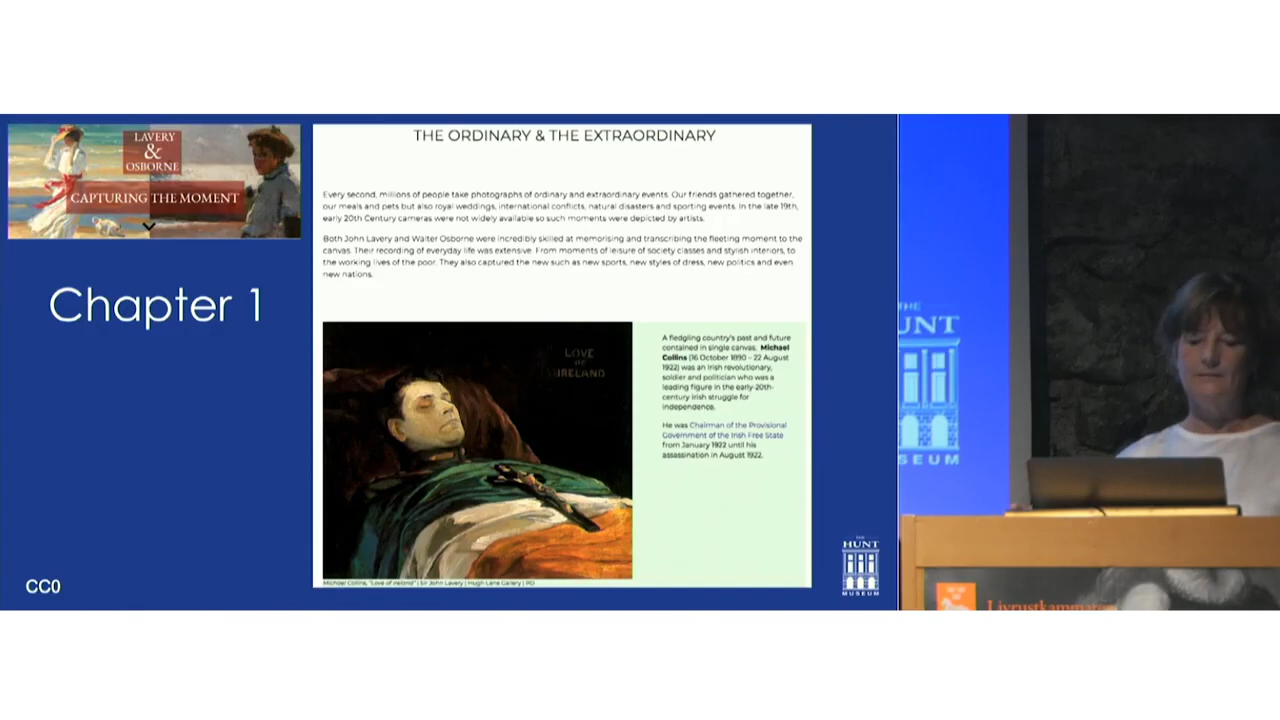 LAVERY
&
OSBORNE
CAPTURING THE MOMENT
Chapter 1
CC0
THE ORDINARY & THE EXTRAORDINARY
Every second, millions of people take photographs of ordinary and extraordinary events. Our friends gathered together,
our meals and pets but also royal weddings, international conflicts, natural disasters and sporting events. In the late 19th,
early 20th Century cameras were not widely available so such moments were depicted by artists.
Both John Lavery and Walter Osborne were incredibly skilled at memorising and transcribing the fleeting moment to the
canvas. Their recording of everyday life was extensive. From moments of leisure of society classes and stylish interiors, to
the working lives of the poor. They also captured the new such as new sports, new styles of dress, new politics and even
new nations.
LOVE
OF
IRELAND
A fledgling country's past and future
contained in single canvas. Michael
Collins (16 October 1890 – 22 August
1922) was an Irish revolutionary,
soldier and politician who was a
leading figure in the early-20th-
century Irish struggle for
independence.
He was Chairman of the Provisional
Government of the Irish Free State
from January 1922 until his
assassination in August 1922.
Michael Collins, "Love of Ireland" | Sir John Lavery | Hugh Lane Gallery | PD
THE
HUNT
MUSEUM
THE
UNT
SEUM
Livrustkammaren